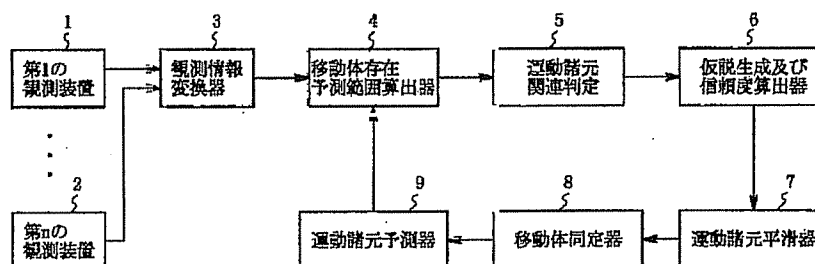 1
第1の
観測装置
3
観測情報
変換器
4
移動体存在
予測範囲算出器
5
運動諸元
関連判定
6
仮説生成及び
信頼度算出器
2
第nの
観測装置
9
運動諸元予測器
8
移動体同定器
7
運動諸元平滑器